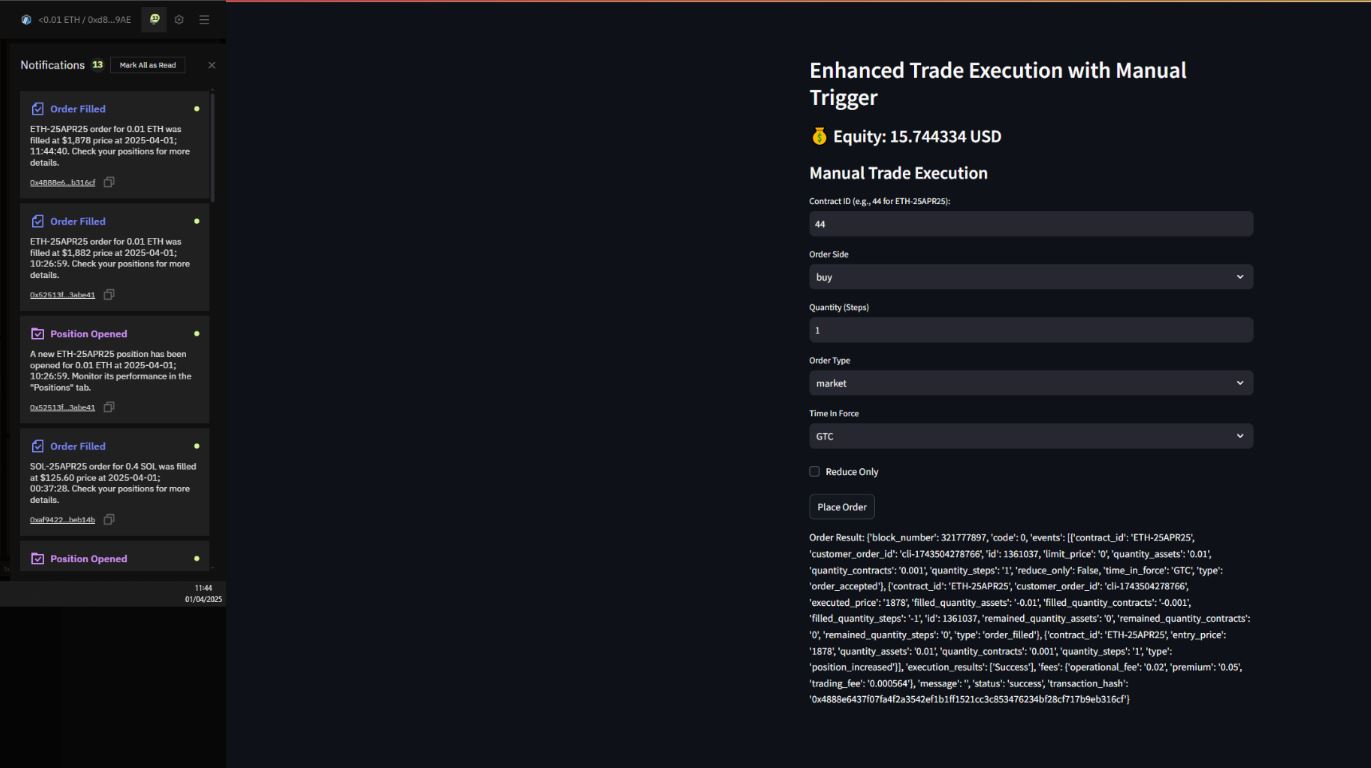 <0.01 ETH / 0xd8...9AE
Notifications 13 Mark All as Read
Order Filled
ETH-25APR25 order for 0.01 ETH was
filled at $1,878 price at 2025-04-01;
11:44:40. Check your positions for more
details.
0x4888e6...b316cf
Order Filled
ETH-25APR25 order for 0.01 ETH was
filled at $1,882 price at 2025-04-01;
10:26:59. Check your positions for more
details.
0x52513f...3abe41
Position Opened
A new ETH-25APR25 position has been
opened for 0.01 ETH at 2025-04-01;
10:26:59. Monitor its performance in the
"Positions" tab.
0x52513f...3abe41
Order Filled
SOL-25APR25 order for 0.4 SOL was filled
at $125.60 price at 2025-04-01;
00:37:28. Check your positions for more
details.
0xaf9422...beb14b
Position Opened
11:44
01/04/2025
Enhanced Trade Execution with Manual
Trigger
💰 Equity: 15.744334 USD
Manual Trade Execution
Contract ID (e.g., 44 for ETH-25APR25):
44
Order Side
buy
Quantity (Steps)
1
Order Type
market
Time In Force
GTC
Reduce Only
Place Order
Order Result: {'block_number': 321777897, 'code': 0, 'events': [[{'contract_id': 'ETH-25APR25',
'customer_order_id': 'cli-1743504278766', 'id': 1361037, 'limit_price': '0', 'quantity_assets': '0.01',
'quantity_contracts': '0.001', 'quantity_steps': '1', 'reduce_only': False, 'time_in_force': 'GTC', 'type':
'order_accepted'}, {'contract_id': 'ETH-25APR25', 'customer_order_id': 'cli-1743504278766',
'executed_price': '1878', 'filled_quantity_assets': '-0.01', 'filled_quantity_contracts': '-0.001',
'filled_quantity_steps': '-1', 'id': 1361037, 'remained_quantity_assets': '0', 'remained_quantity_contracts':
'0', 'remained_quantity_steps': '0', 'type': 'order_filled'}, {'contract_id': 'ETH-25APR25', 'entry_price':
'1878', 'quantity_assets': '0.01', 'quantity_contracts': '0.001', 'quantity_steps': '1', 'type':
'position_increased'}], 'execution_results': ['Success'], 'fees': {'operational_fee': '0.02', 'premium': '0.05',
'trading_fee': '0.000564'}, 'message': '', 'status': 'success', 'transaction_hash':
'0x4888e6437f07fa4f2a3542ef1b1ff1521cc3c853476234bf28cf717b9eb316cf'}